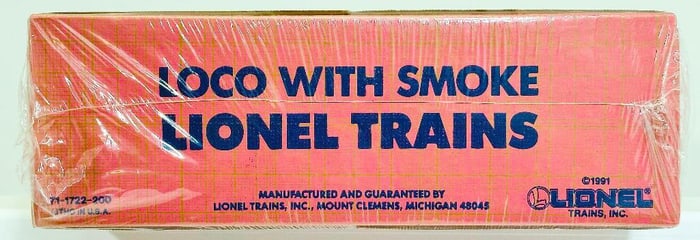 LOCO WITH SMOKE
LIONEL TRAINS
71-1722-200
LITHO IN U.S.A.
MANUFACTURED AND GUARANTEED BY
LIONEL TRAINS, INC., MOUNT CLEMENS, MICHIGAN 48045
©1991
LIONEL®
TRAINS, INC.